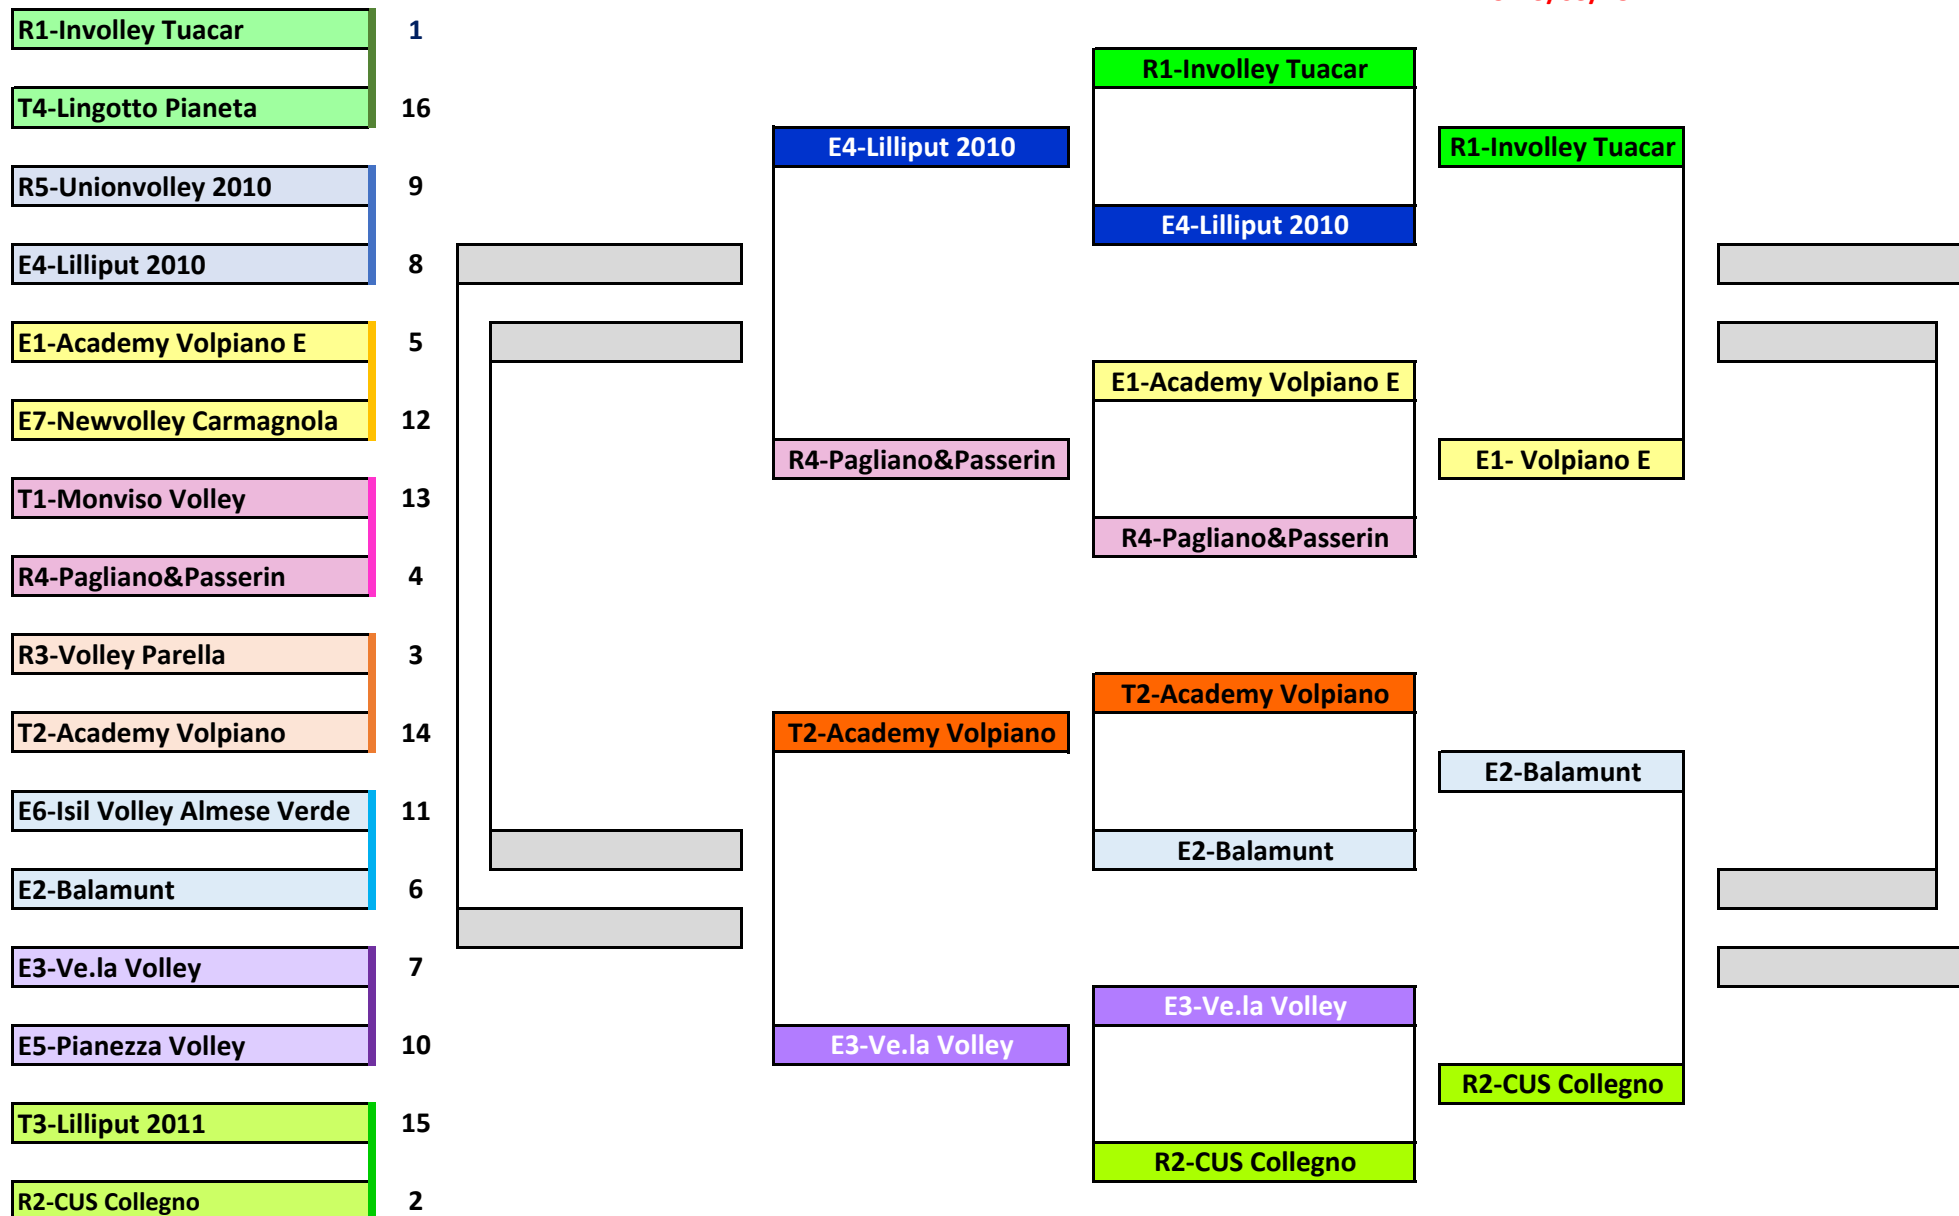 R1-Involley Tuacar 1
T4-Lingotto Pianeta 16
R5-Unionvolley 2010 9
E4-Lilliput 2010 8
E1-Academy Volpiano E 5
E7-Newvolley Carmagnola 12
T1-Monviso Volley 13
R4-Pagliano&Passerin 4
R3-Volley Parella 3
T2-Academy Volpiano 14
E6-Isil Volley Almese Verde 11
E2-Balamunt 6
E3-Ve.la Volley 7
E5-Pianezza Volley 10
T3-Lilliput 2011 15
R2-CUS Collegno 2
E4-Lilliput 2010
R4-Pagliano&Passerin
T2-Academy Volpiano
E3-Ve.la Volley
R1-Involley Tuacar
E4-Lilliput 2010
E1-Academy Volpiano E
R4-Pagliano&Passerin
T2-Academy Volpiano
E2-Balamunt
E3-Ve.la Volley
R2-CUS Collegno
R1-Involley Tuacar
E1- Volpiano E
E2-Balamunt
R2-CUS Collegno